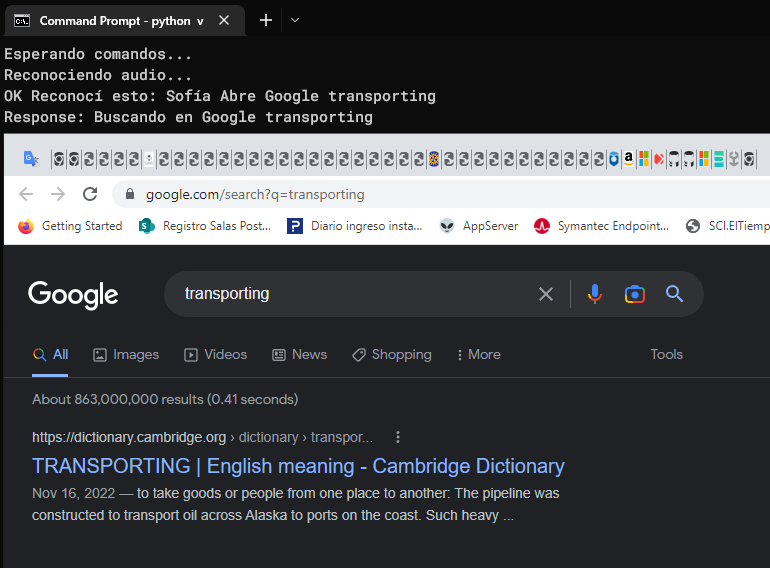 Command Prompt - python v
Esperando comandos...
Reconociendo audio...
OK Reconocí esto: Sofía Abre Google transporting
Response: Buscando en Google transporting
google.com/search?q=transporting
Getting Started Registro Salas Post... Diario ingreso insta... AppServer Symantec Endpoint... SCI.ElTiemp
Google transporting
All Images Videos News Shopping More Tools
About 863,000,000 results (0.41 seconds)
https://dictionary.cambridge.org › dictionary › transpor...
TRANSPORTING | English meaning - Cambridge Dictionary
Nov 16, 2022 — to take goods or people from one place to another: The pipeline was
constructed to transport oil across Alaska to ports on the coast. Such heavy ...